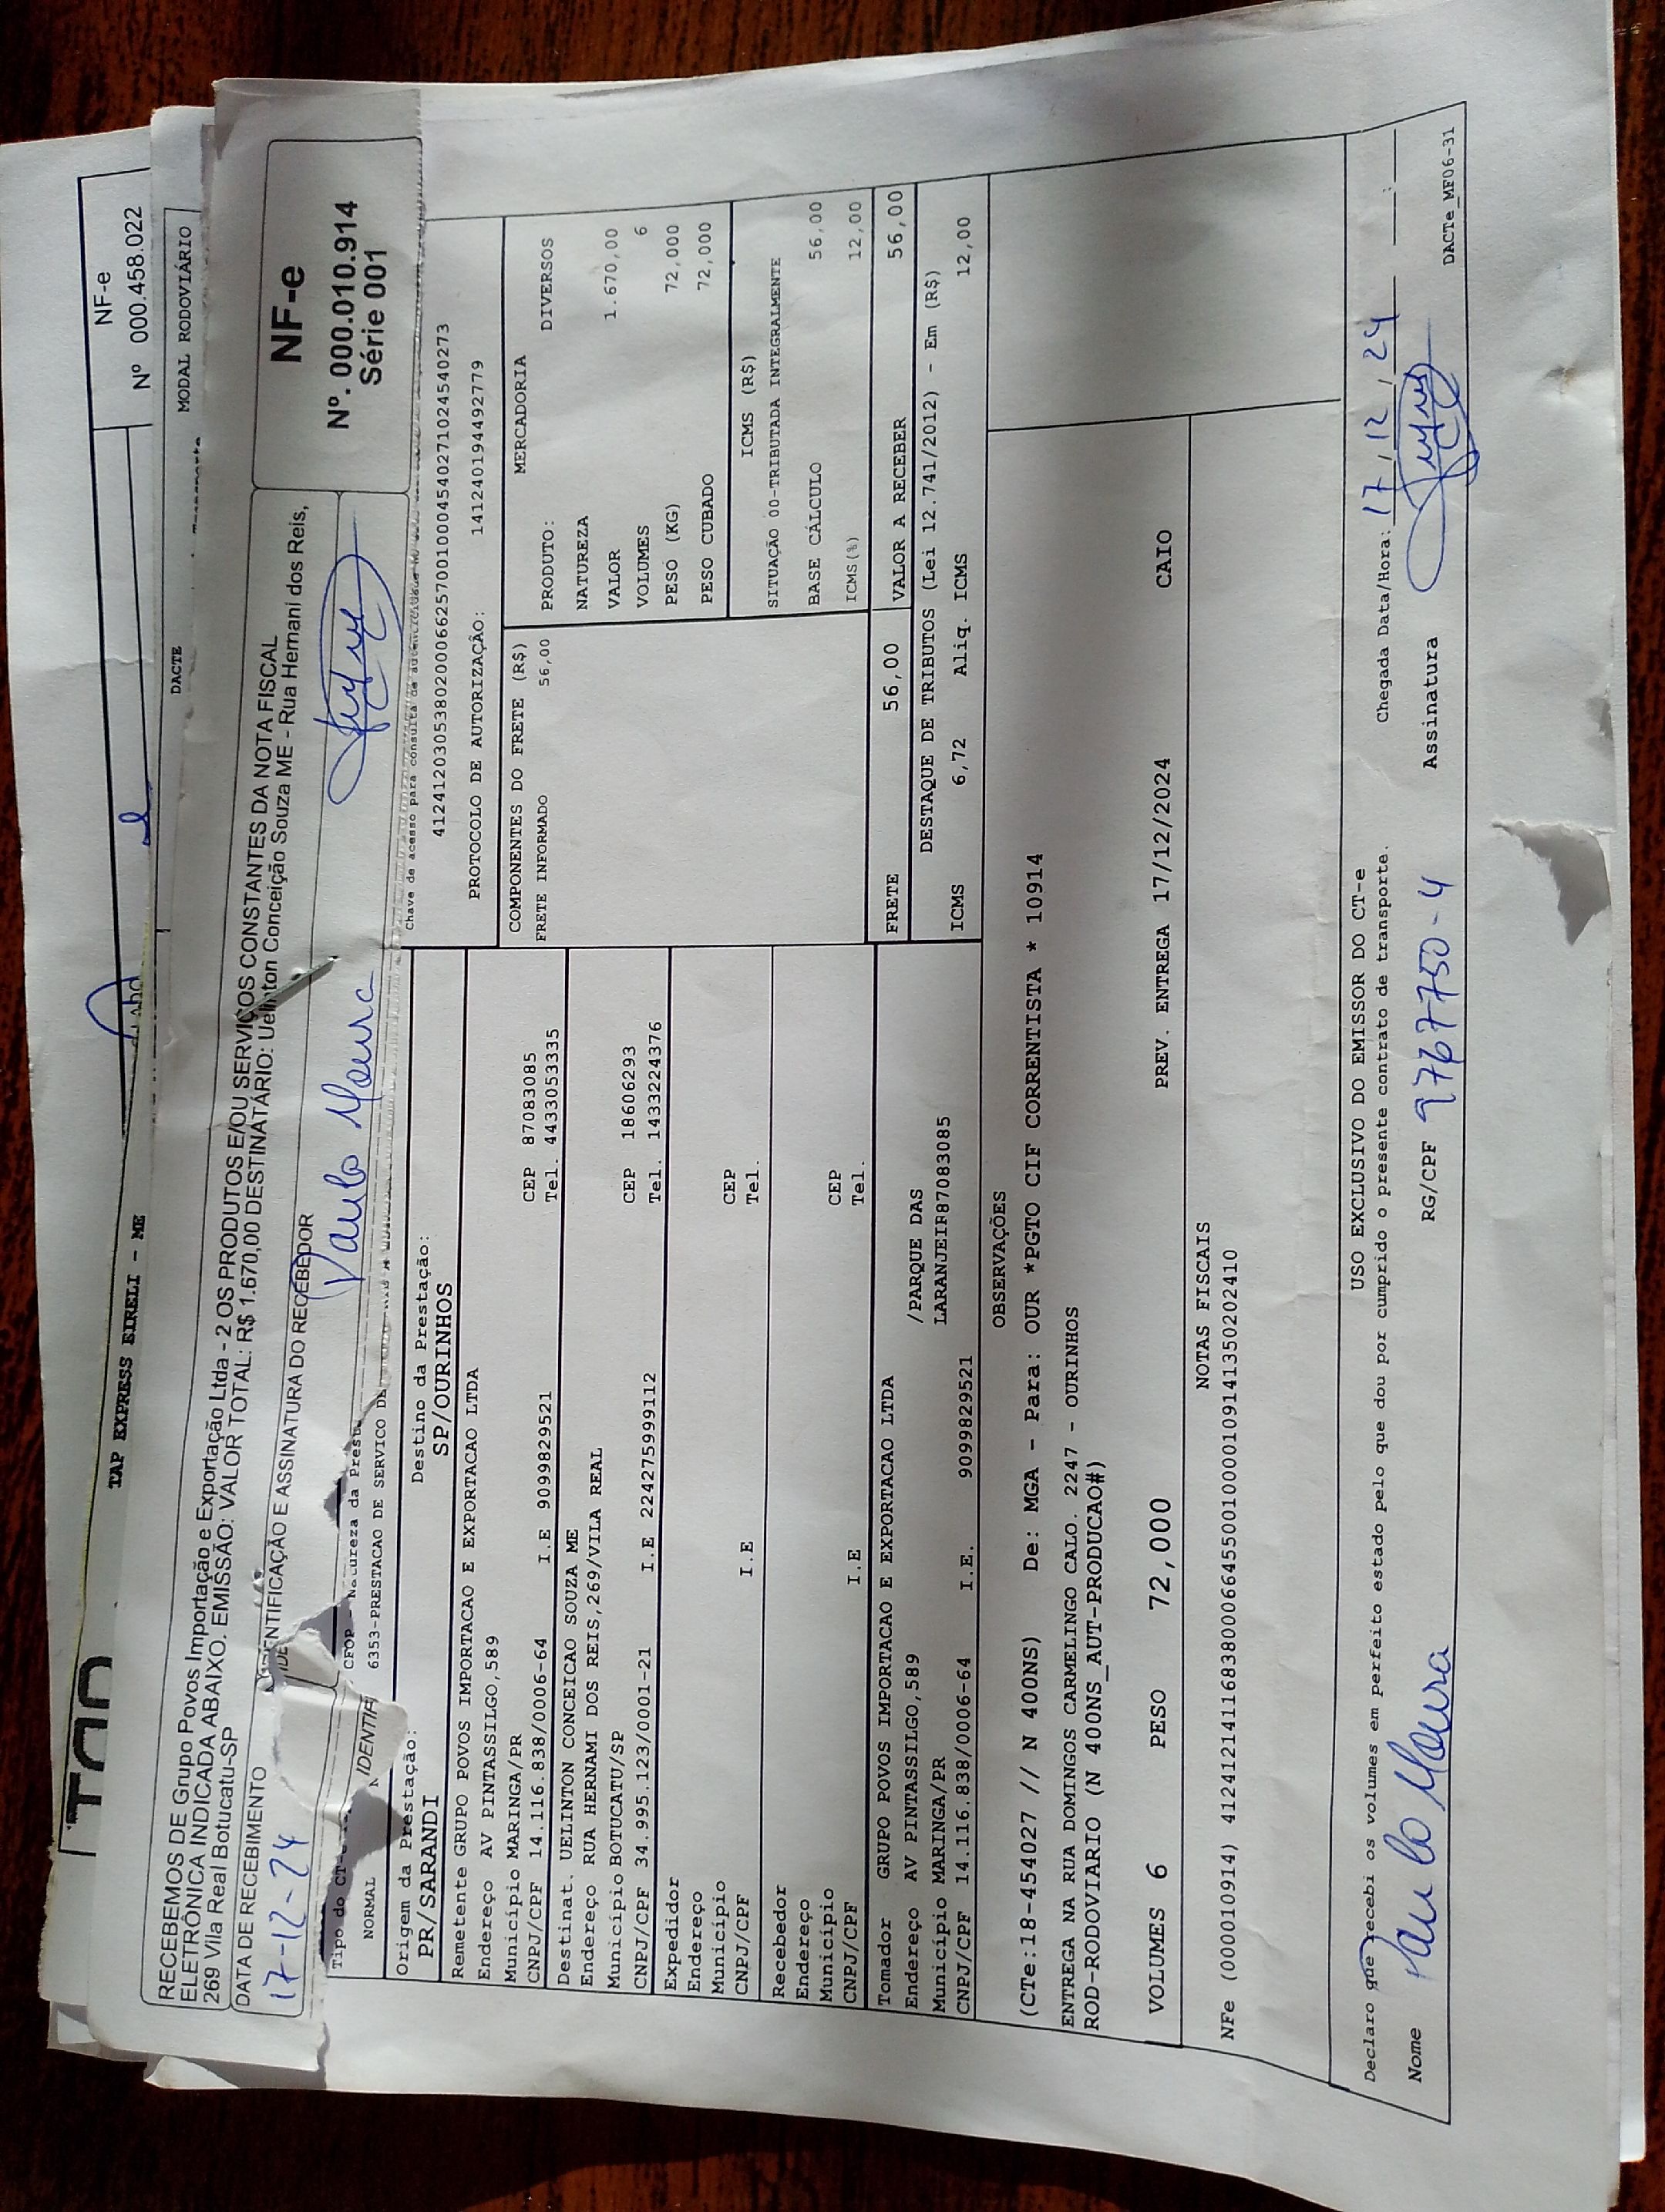 NF-e
Nº 000.458.022
TAP EXPRESS EIRELI - ME
DACTE
MODAL RODOVIÁRIO
RECEBEMOS DE Grupo Povos Importação e Exportação Ltda - 2 OS PRODUTOS E/OU SERVIÇOS CONSTANTES DA NOTA FISCAL
ELETRÔNICA INDICADA ABAIXO. EMISSÃO: VALOR TOTAL: R$ 1.670,00 DESTINATÁRIO: Uelinton Conceição Souza ME - Rua Hernani dos Reis,
269 Vila Real Botucatu-SP
DATA DE RECEBIMENTO
17-12-24
IDENTIFICAÇÃO E ASSINATURA DO RECEBEDOR
Paulo Moura
NF-e
Nº. 000.010.914
Série 001
Tipo do CT-
NORMAL
IDENTIF
CFOP - Natureza da Prest
6353-PRESTACAO DE SERVICO DE
Chave de acesso para consulta de autenticidade no
41241203053802000662570010004540271024540273
PROTOCOLO DE AUTORIZAÇÃO: 141240194492779
Origem da Prestação:
PR/SARANDI
Destino da Prestação:
SP/OURINHOS
Remetente GRUPO POVOS IMPORTACAO E EXPORTACAO LTDA
Endereço AV PINTASSILGO,589
Município MARINGA/PR CEP 87083085
CNPJ/CPF 14.116.838/0006-64 I.E 9099829521 Tel. 443305​3335
Destinat. UELINTON CONCEICAO SOUZA ME
Endereço RUA HERNAMI DOS REIS,269/VILA REAL
Município BOTUCATU/SP CEP 18606293
CNPJ/CPF 34.995.123/0001-21 I.E 224275999112 Tel. 1433224376
Expedidor
Endereço
Município CEP
CNPJ/CPF I.E Tel.
Recebedor
Endereço
Município CEP
CNPJ/CPF I.E Tel.
Tomador GRUPO POVOS IMPORTACAO E EXPORTACAO LTDA
Endereço AV PINTASSILGO,589 /PARQUE DAS
Município MARINGA/PR LARANJEIR87083085
CNPJ/CPF 14.116.838/0006-64 I.E. 9099829521
COMPONENTES DO FRETE (R$)
FRETE INFORMADO 56,00
MERCADORIA
PRODUTO: DIVERSOS
NATUREZA
VALOR 1.670,00
VOLUMES 6
PESO (KG) 72,000
PESO CUBADO 72,000
ICMS (R$)
SITUAÇÃO 00-TRIBUTADA INTEGRALMENTE
BASE CÁLCULO 56,00
ICMS(%) 12,00
FRETE 56,00 VALOR A RECEBER 56,00
DESTAQUE DE TRIBUTOS (Lei 12.741/2012) - Em (R$)
ICMS 6,72 Aliq. ICMS 12,00
OBSERVAÇÕES
(CTe:18-454027 // N 400NS) De: MGA - Para: OUR *PGTO CIF CORRENTISTA * 10914
ENTREGA NA RUA DOMINGOS CARMELINGO CALO. 2247 - OURINHOS
ROD-RODOVIARIO (N 400NS_AUT-PRODUCAO#)
VOLUMES 6 PESO 72,000 PREV. ENTREGA 17/12/2024 CAIO
NOTAS FISCAIS
NFe (000010914) 41241214116838000664550010000109141350202410
USO EXCLUSIVO DO EMISSOR DO CT-e
Declaro que recebi os volumes em perfeito estado pelo que dou por cumprido o presente contrato de transporte. Chegada Data/Hora: 17/12/24 :
Nome Paulo Moura RG/CPF 9767750-4 Assinatura
DACTe_MF06-31